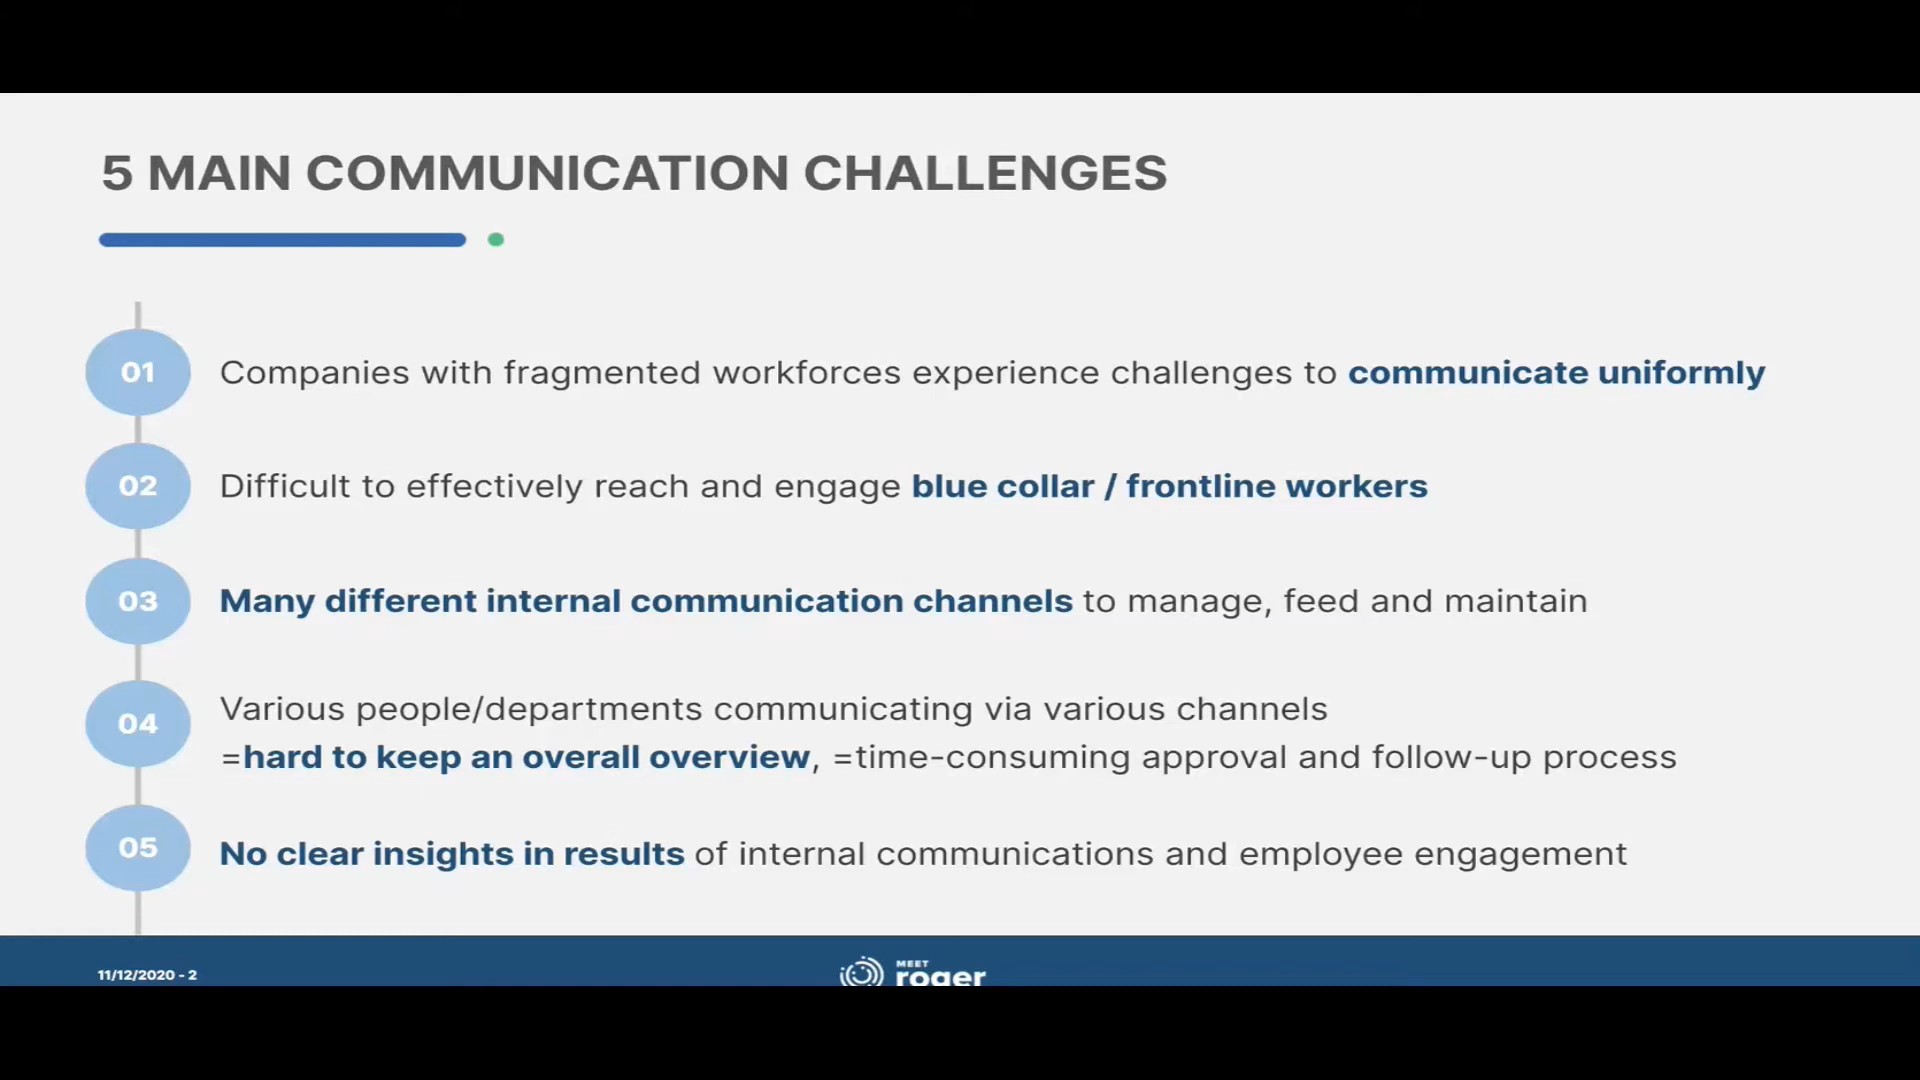 5 MAIN COMMUNICATION CHALLENGES
01 Companies with fragmented workforces experience challenges to communicate uniformly
02 Difficult to effectively reach and engage blue collar / frontline workers
03 Many different internal communication channels to manage, feed and maintain
04 Various people/departments communicating via various channels
=hard to keep an overall overview, =time-consuming approval and follow-up process
05 No clear insights in results of internal communications and employee engagement
11/12/2020 - 2
MEET
roger